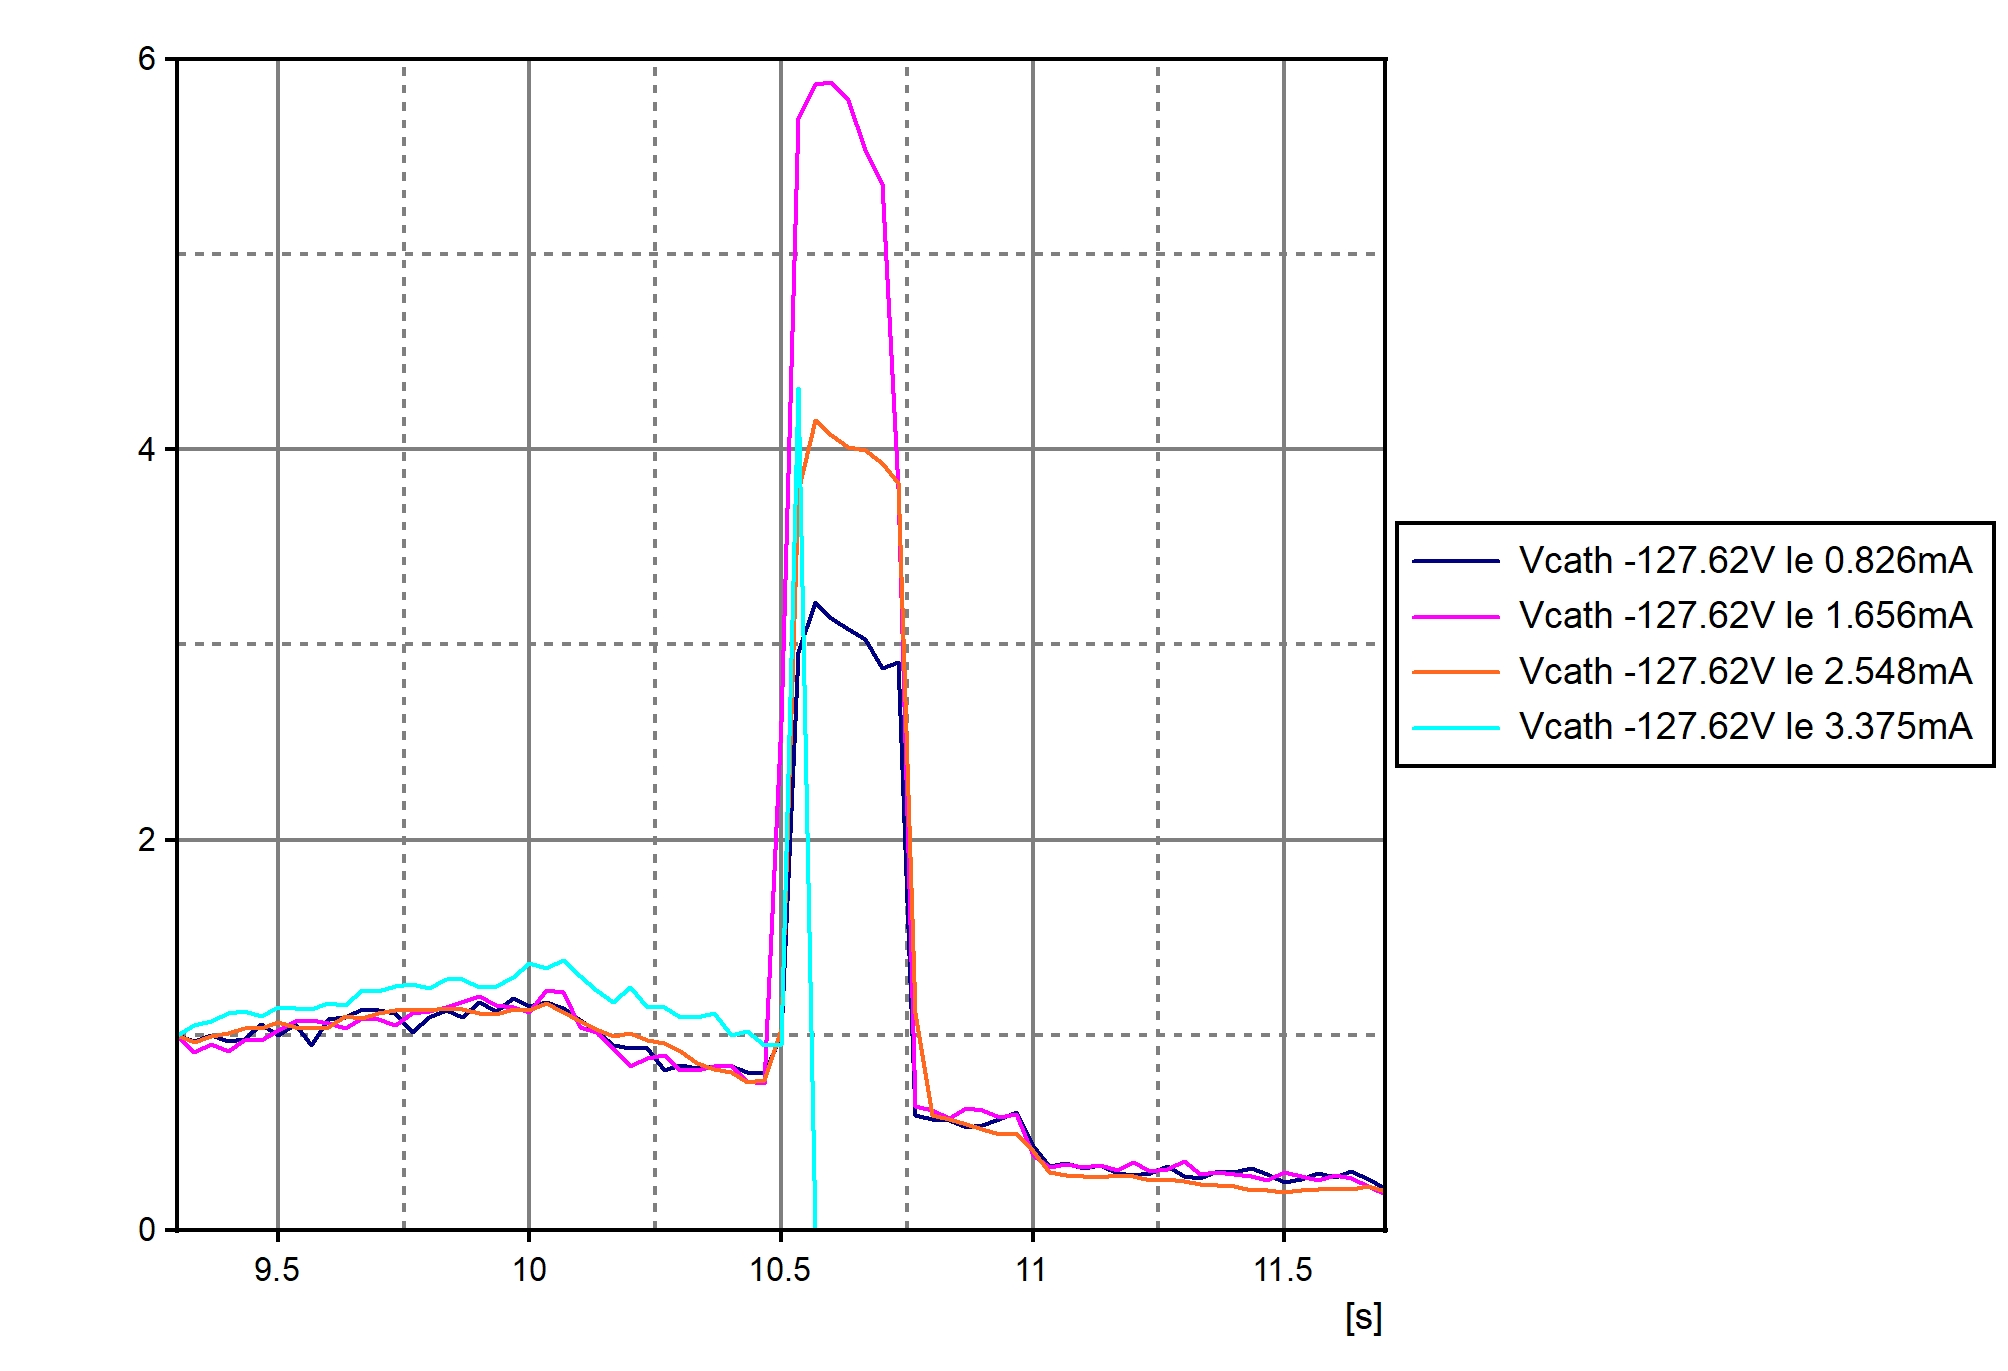 6
4
2
0
9.5 10 10.5 11 11.5
[s]
Vcath -127.62V Ie 0.826mA
Vcath -127.62V Ie 1.656mA
Vcath -127.62V Ie 2.548mA
Vcath -127.62V Ie 3.375mA